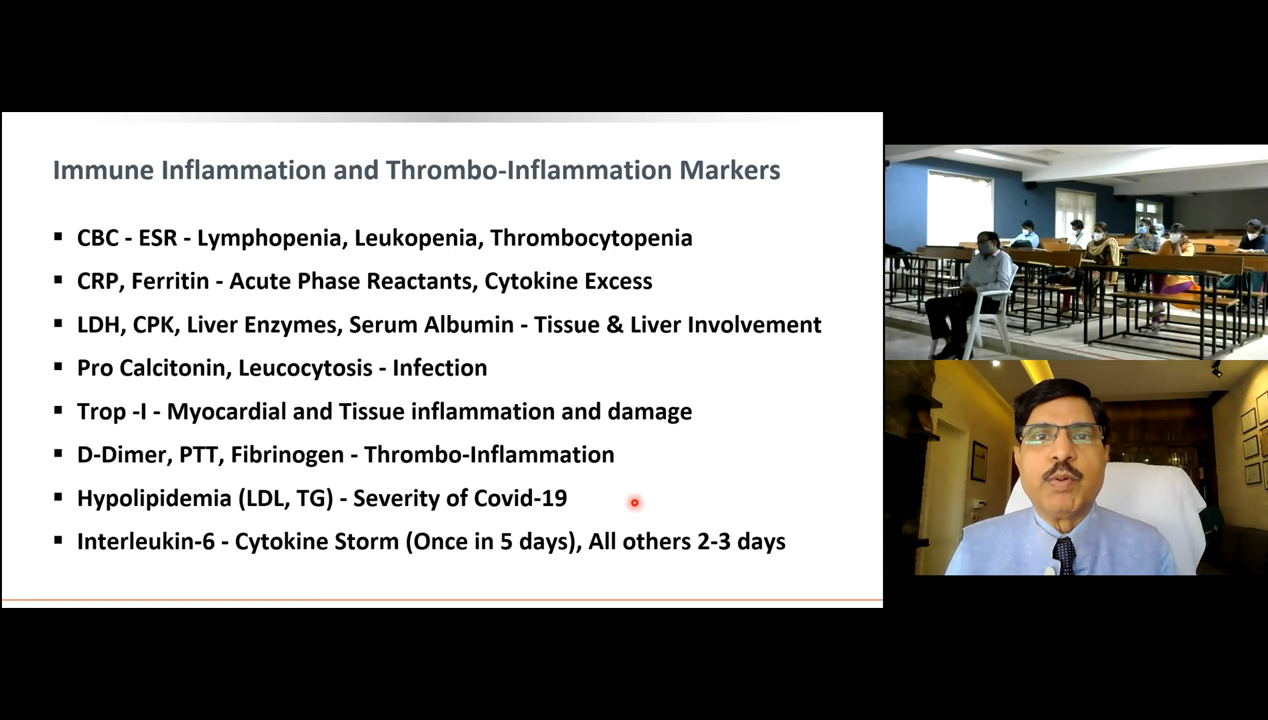 Immune Inflammation and Thrombo-Inflammation Markers
CBC - ESR - Lymphopenia, Leukopenia, Thrombocytopenia
CRP, Ferritin - Acute Phase Reactants, Cytokine Excess
LDH, CPK, Liver Enzymes, Serum Albumin - Tissue & Liver Involvement
Pro Calcitonin, Leucocytosis - Infection
Trop -I - Myocardial and Tissue inflammation and damage
D-Dimer, PTT, Fibrinogen - Thrombo-Inflammation
Hypolipidemia (LDL, TG) - Severity of Covid-19
Interleukin-6 - Cytokine Storm (Once in 5 days), All others 2-3 days